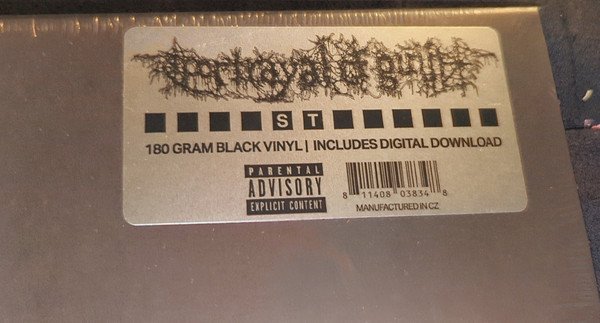 Portrayal of guilt
ST
180 GRAM BLACK VINYL | INCLUDES DIGITAL DOWNLOAD
PARENTAL
ADVISORY
EXPLICIT CONTENT
8 11408 03834 8
MANUFACTURED IN CZ